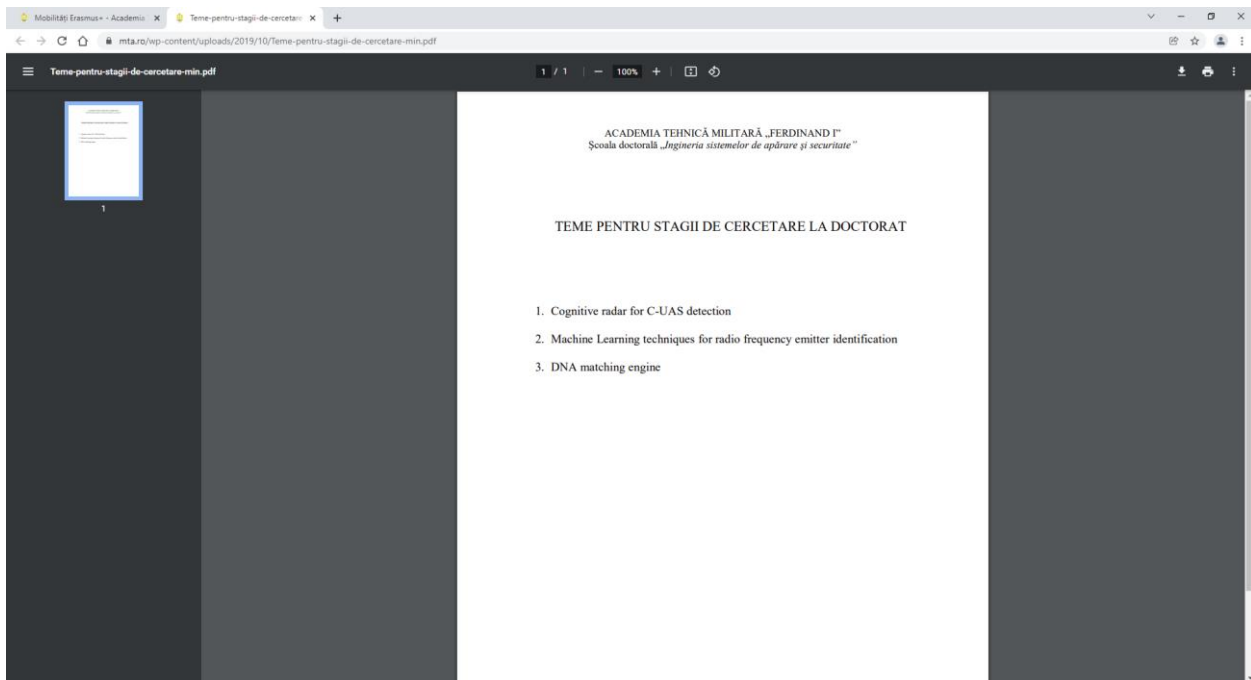 Mobilități Erasmus+ - Academia
Teme-pentru-stagii-de-cercetare
mta.ro/wp-content/uploads/2019/10/Teme-pentru-stagii-de-cercetare-min.pdf
Teme-pentru-stagii-de-cercetare-min.pdf
1 / 1
100%
ACADEMIA TEHNICĂ MILITARĂ „FERDINAND I”
Școala doctorală „Ingineria sistemelor de apărare și securitate”
TEME PENTRU STAGII DE CERCETARE LA DOCTORAT
1. Cognitive radar for C-UAS detection
2. Machine Learning techniques for radio frequency emitter identification
3. DNA matching engine
1